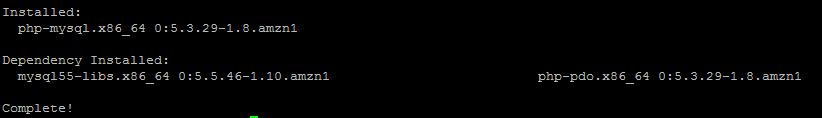 Installed:
  php-mysql.x86_64 0:5.3.29-1.8.amzn1

Dependency Installed:
  mysql55-libs.x86_64 0:5.5.46-1.10.amzn1                          php-pdo.x86_64 0:5.3.29-1.8.amzn1

Complete!